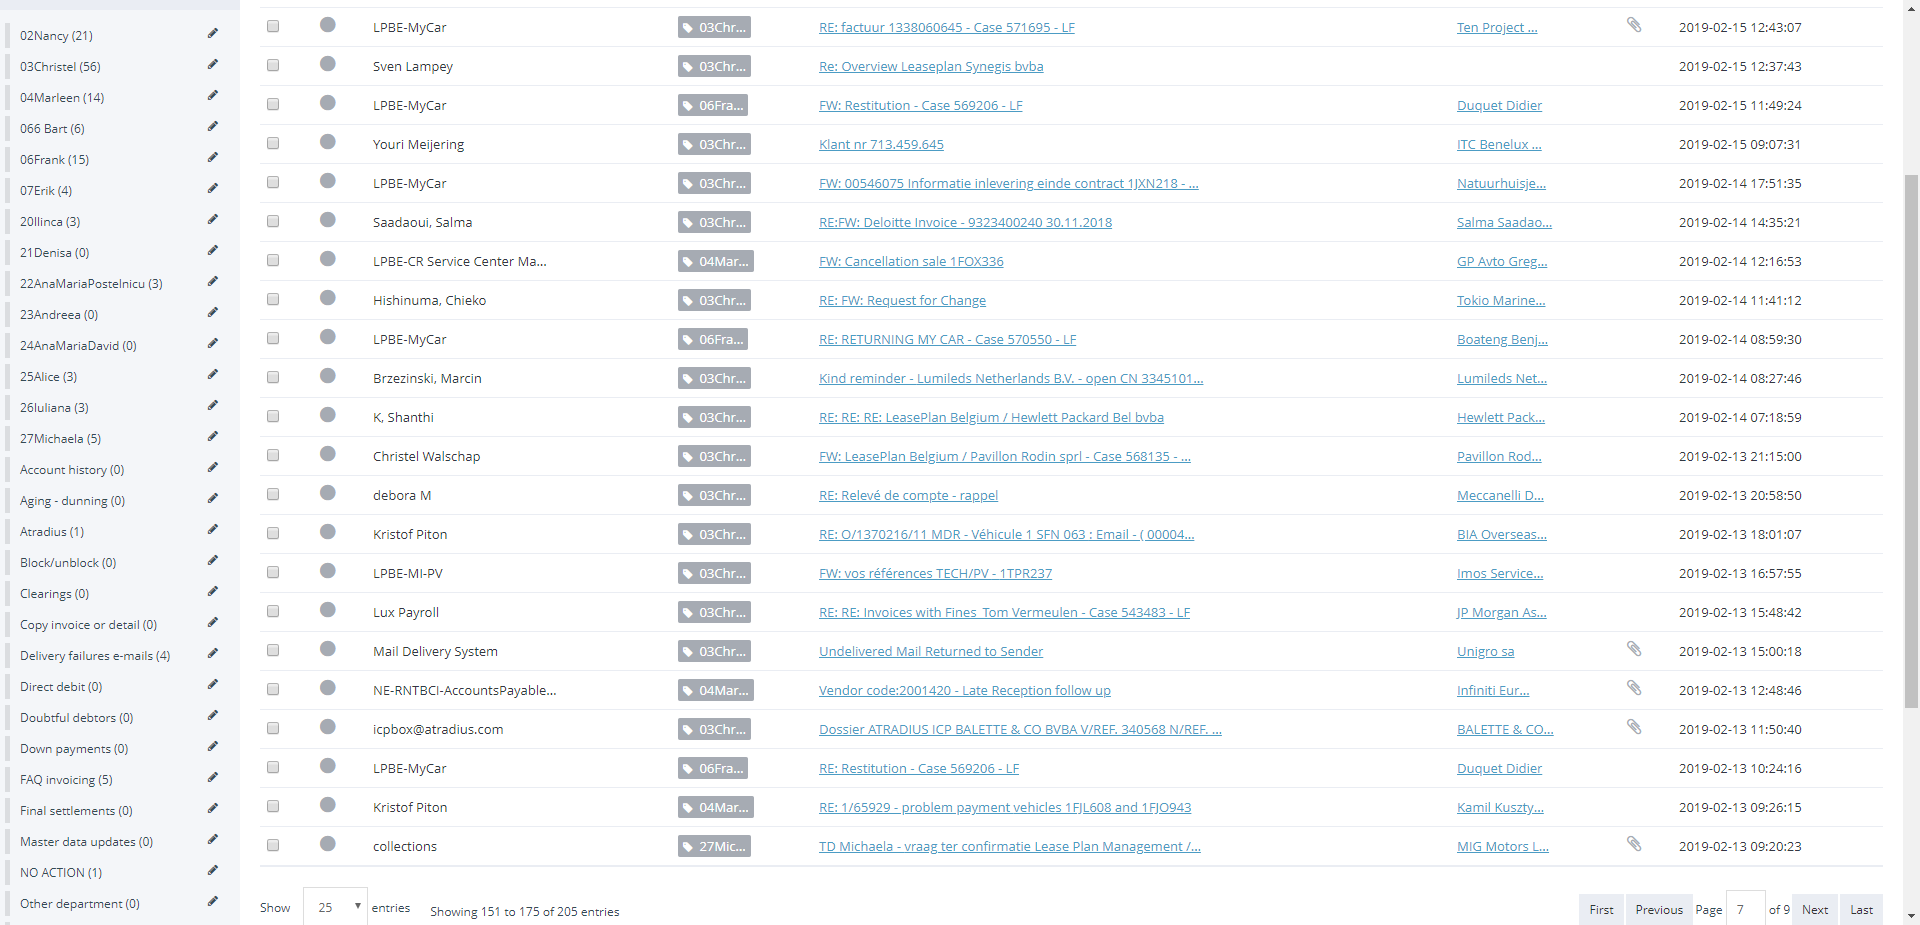 02Nancy (21)
03Christel (56)
04Marleen (14)
066 Bart (6)
06Frank (15)
07Erik (4)
20Ilinca (3)
21Denisa (0)
22AnaMariaPostelnicu (3)
23Andreea (0)
24AnaMariaDavid (0)
25Alice (3)
26Iuliana (3)
27Michaela (5)
Account history (0)
Aging - dunning (0)
Atradius (1)
Block/unblock (0)
Clearings (0)
Copy invoice or detail (0)
Delivery failures e-mails (4)
Direct debit (0)
Doubtful debtors (0)
Down payments (0)
FAQ invoicing (5)
Final settlements (0)
Master data updates (0)
NO ACTION (1)
Other department (0)
LPBE-MyCar 03Chr... RE: factuur 1338060645 - Case 571695 - LF Ten Project ... 2019-02-15 12:43:07
Sven Lampey 03Chr... Re: Overview Leaseplan Synegis bvba 2019-02-15 12:37:43
LPBE-MyCar 06Fra... FW: Restitution - Case 569206 - LF Duquet Didier 2019-02-15 11:49:24
Youri Meijering 03Chr... Klant nr 713.459.645 ITC Benelux ... 2019-02-15 09:07:31
LPBE-MyCar 03Chr... FW: 00546075 Informatie inlevering einde contract 1JXN218 - ... Natuurhuisje... 2019-02-14 17:51:35
Saadaoui, Salma 03Chr... RE:FW: Deloitte Invoice - 9323400240 30.11.2018 Salma Saadao... 2019-02-14 14:35:21
LPBE-CR Service Center Ma... 04Mar... FW: Cancellation sale 1FOX336 GP Avto Greg... 2019-02-14 12:16:53
Hishinuma, Chieko 03Chr... RE: FW: Request for Change Tokio Marine... 2019-02-14 11:41:12
LPBE-MyCar 06Fra... RE: RETURNING MY CAR - Case 570550 - LF Boateng Benj... 2019-02-14 08:59:30
Brzezinski, Marcin 03Chr... Kind reminder - Lumileds Netherlands B.V. - open CN 3345101... Lumileds Net... 2019-02-14 08:27:46
K, Shanthi 03Chr... RE: RE: RE: LeasePlan Belgium / Hewlett Packard Bel bvba Hewlett Pack... 2019-02-14 07:18:59
Christel Walschap 03Chr... FW: LeasePlan Belgium / Pavillon Rodin sprl - Case 568135 - ... Pavillon Rod... 2019-02-13 21:15:00
debora M 03Chr... RE: Relevé de compte - rappel Meccanelli D... 2019-02-13 20:58:50
Kristof Piton 03Chr... RE: O/1370216/11 MDR - Véhicule 1 SFN 063 : Email - ( 00004... BIA Overseas... 2019-02-13 18:01:07
LPBE-MI-PV 03Chr... FW: vos références TECH/PV - 1TPR237 Imos Service... 2019-02-13 16:57:55
Lux Payroll 03Chr... RE: RE: Invoices with Fines Tom Vermeulen - Case 543483 - LF JP Morgan As... 2019-02-13 15:48:42
Mail Delivery System 03Chr... Undelivered Mail Returned to Sender Unigro sa 2019-02-13 15:00:18
NE-RNTBCI-AccountsPayable... 04Mar... Vendor code:2001420 - Late Reception follow up Infiniti Eur... 2019-02-13 12:48:46
icpbox@atradius.com 03Chr... Dossier ATRADIUS ICP BALETTE & CO BVBA V/REF. 340568 N/REF. ... BALETTE & CO... 2019-02-13 11:50:40
LPBE-MyCar 06Fra... RE: Restitution - Case 569206 - LF Duquet Didier 2019-02-13 10:24:16
Kristof Piton 04Mar... RE: 1/65929 - problem payment vehicles 1FJL608 and 1FJO943 Kamil Kuszty... 2019-02-13 09:26:15
collections 27Mic... TD Michaela - vraag ter confirmatie Lease Plan Management /... MIG Motors L... 2019-02-13 09:20:23
Show 25 entries Showing 151 to 175 of 205 entries First Previous Page 7 of 9 Next Last